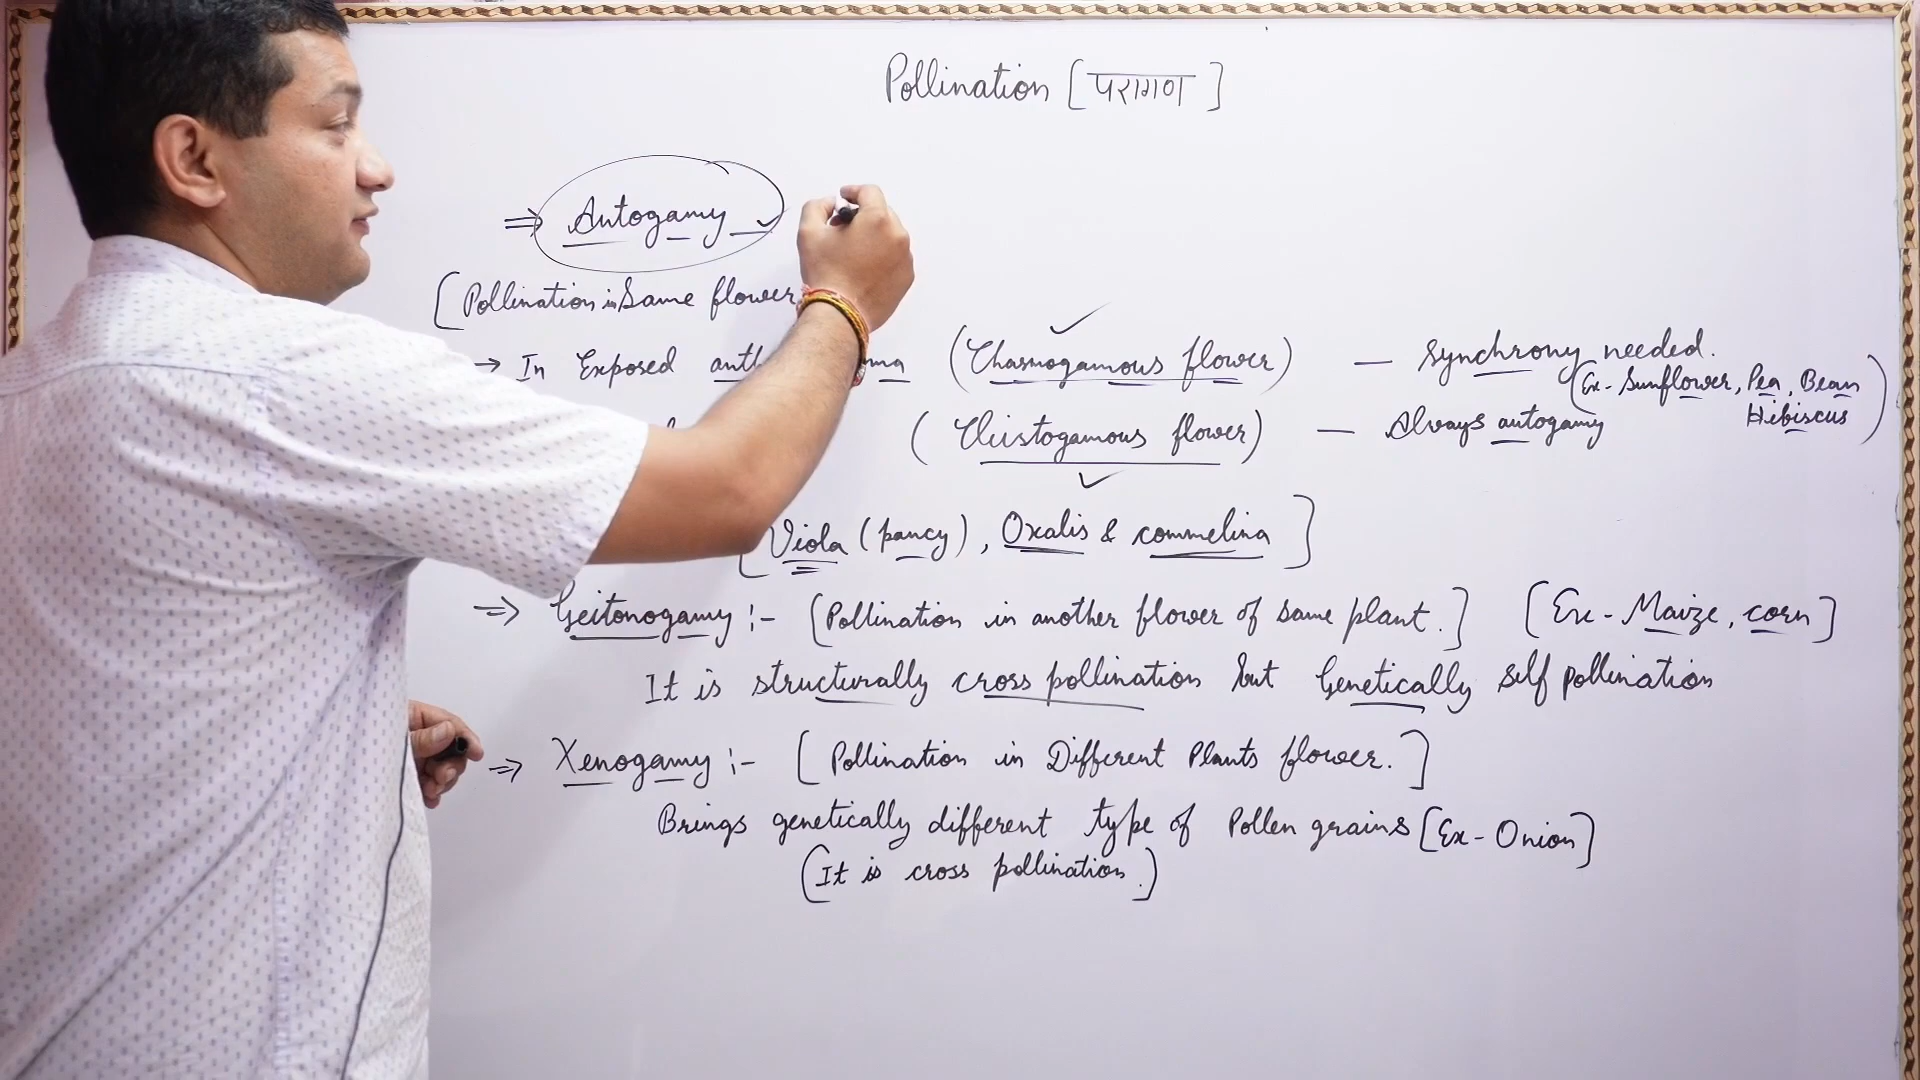 Pollination [परागण]
⇒ Autogamy
[Pollination in Same flower
→ In Exposed (Chasmogamous flower) — Synchrony needed.
(Ex- Sunflower, Pea, Bean
Hibiscus)
(Cleistogamous flower) — Always autogamy
[Viola (pancy), Oxalis & commelina]
⇒ Geitonogamy :- [Pollination in another flower of same plant.] [Ex- Maize, corn]
It is structurally cross pollination but Genetically self pollination
⇒ Xenogamy :- [Pollination in Different Plants flower.]
Brings genetically different type of Pollen grains [Ex- Onion]
(It is cross pollination.)